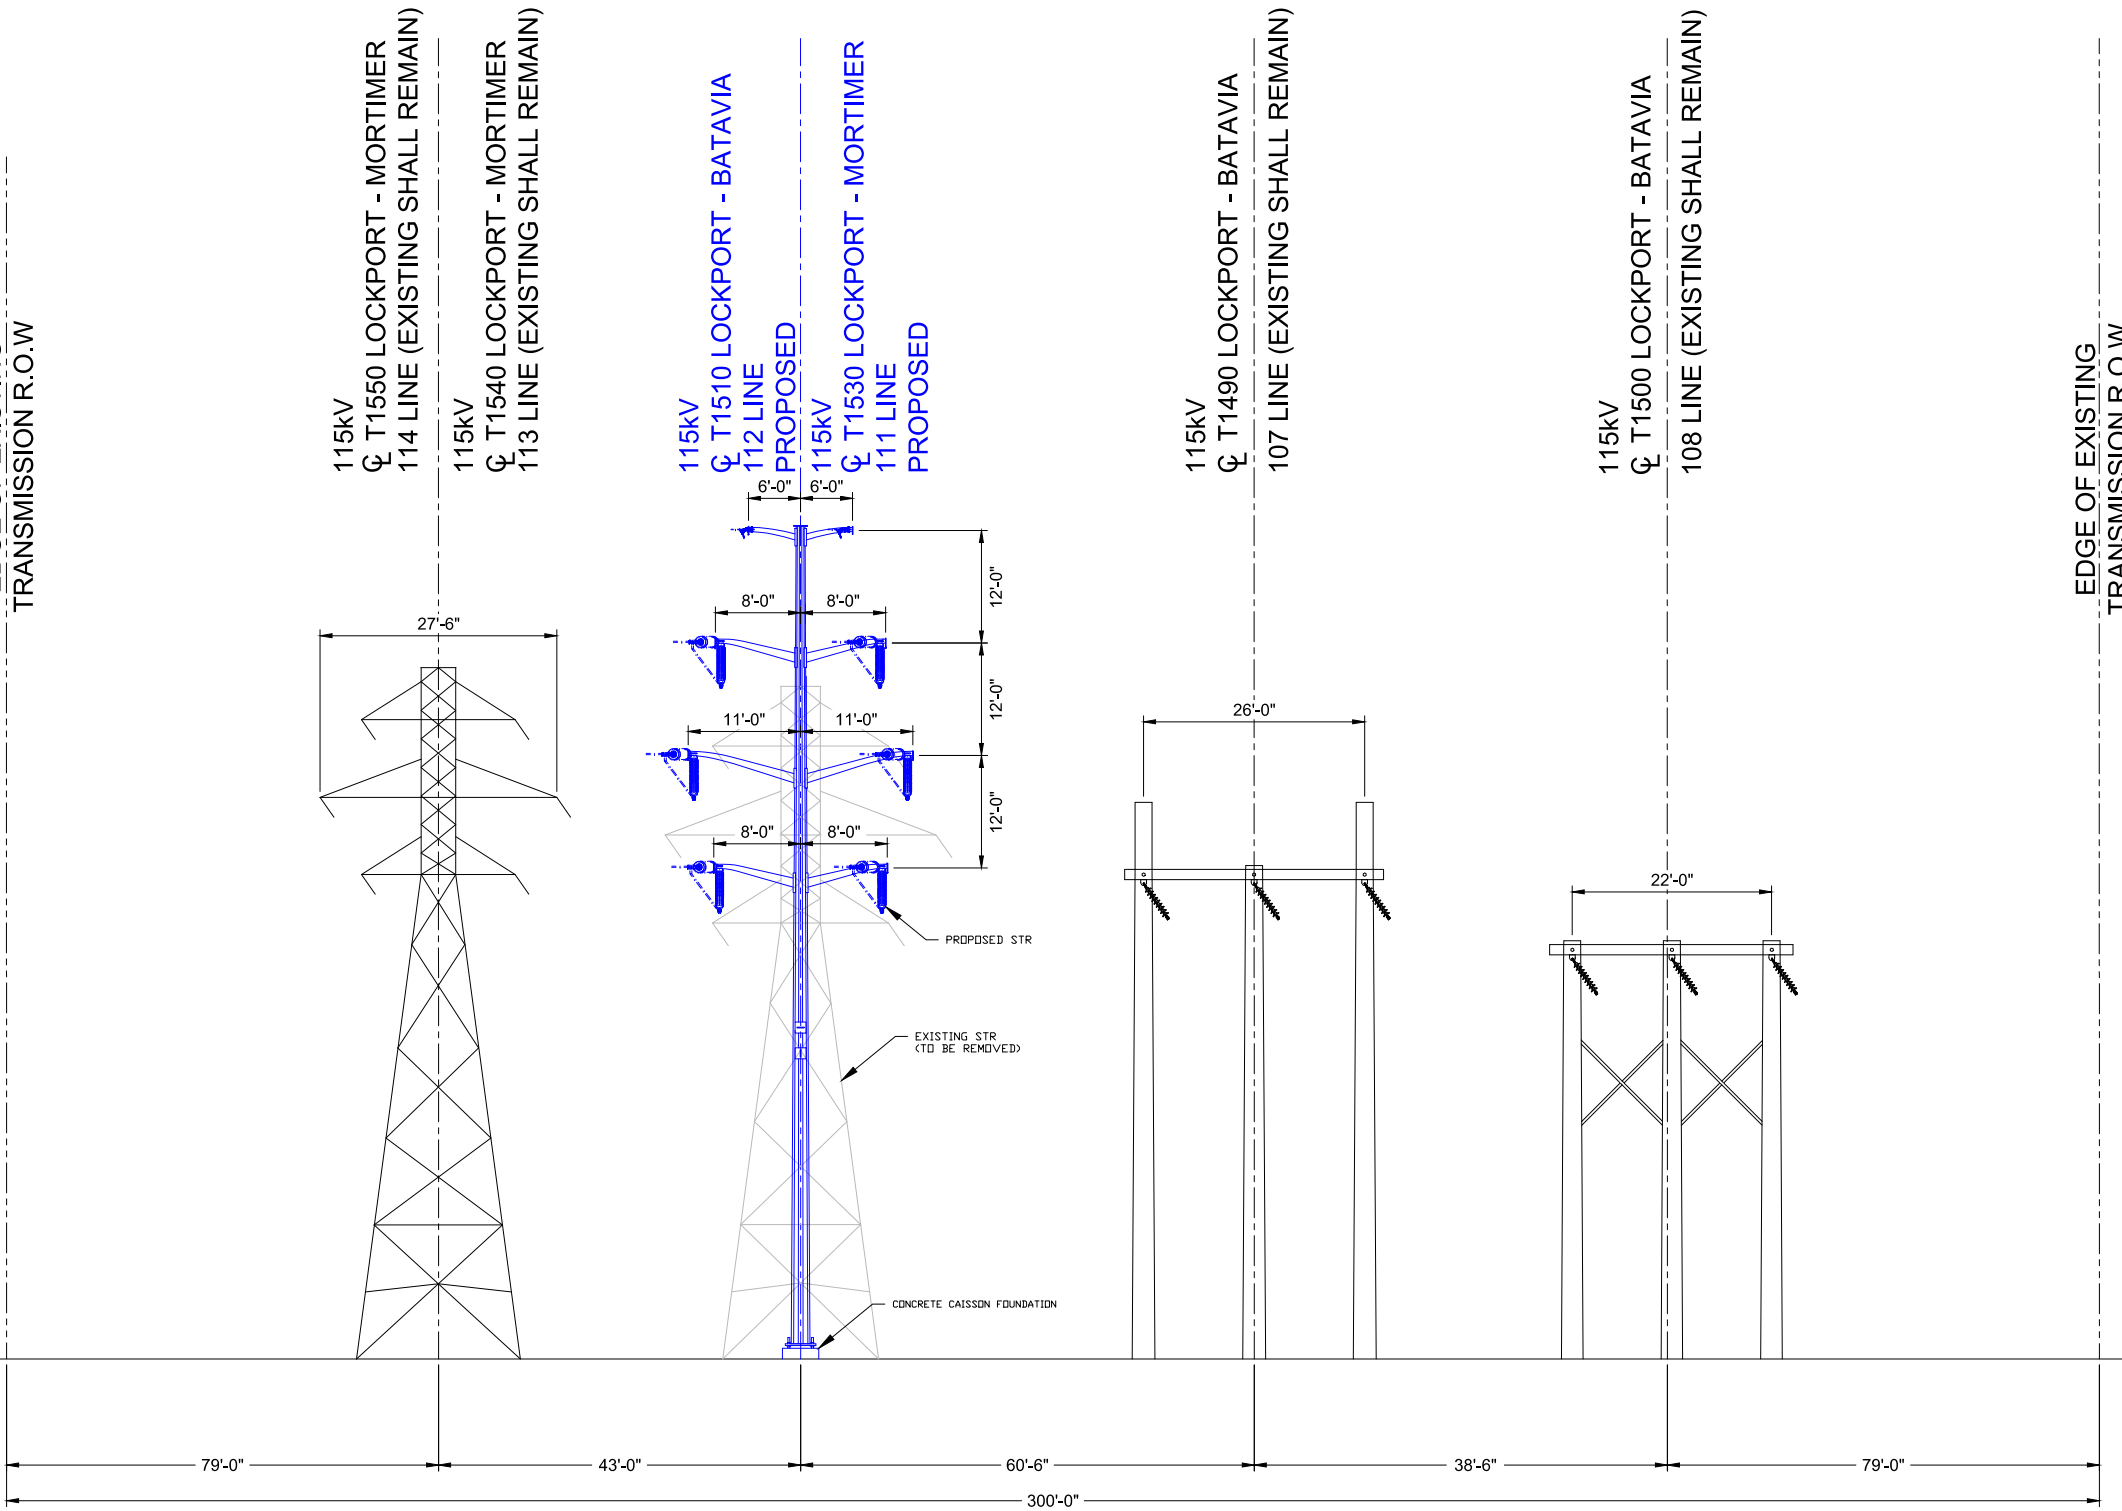 TRANSMISSION R.O.W
115kV
℄ T1550 LOCKPORT - MORTIMER
114 LINE (EXISTING SHALL REMAIN)
115kV
℄ T1540 LOCKPORT - MORTIMER
113 LINE (EXISTING SHALL REMAIN)
115kV
℄ T1510 LOCKPORT - BATAVIA
112 LINE
PROPOSED
115kV
℄ T1530 LOCKPORT - MORTIMER
111 LINE
PROPOSED
115kV
℄ T1490 LOCKPORT - BATAVIA
107 LINE (EXISTING SHALL REMAIN)
115kV
℄ T1500 LOCKPORT - BATAVIA
108 LINE (EXISTING SHALL REMAIN)
EDGE OF EXISTING
TRANSMISSION R.O.W
6'-0" 6'-0"
12'-0"
8'-0" 8'-0"
27'-6"
12'-0"
11'-0" 11'-0"
26'-0"
12'-0"
8'-0" 8'-0"
22'-0"
PROPOSED STR
EXISTING STR
(TO BE REMOVED)
CONCRETE CAISSON FOUNDATION
79'-0" 43'-0" 60'-6" 38'-6" 79'-0"
300'-0"